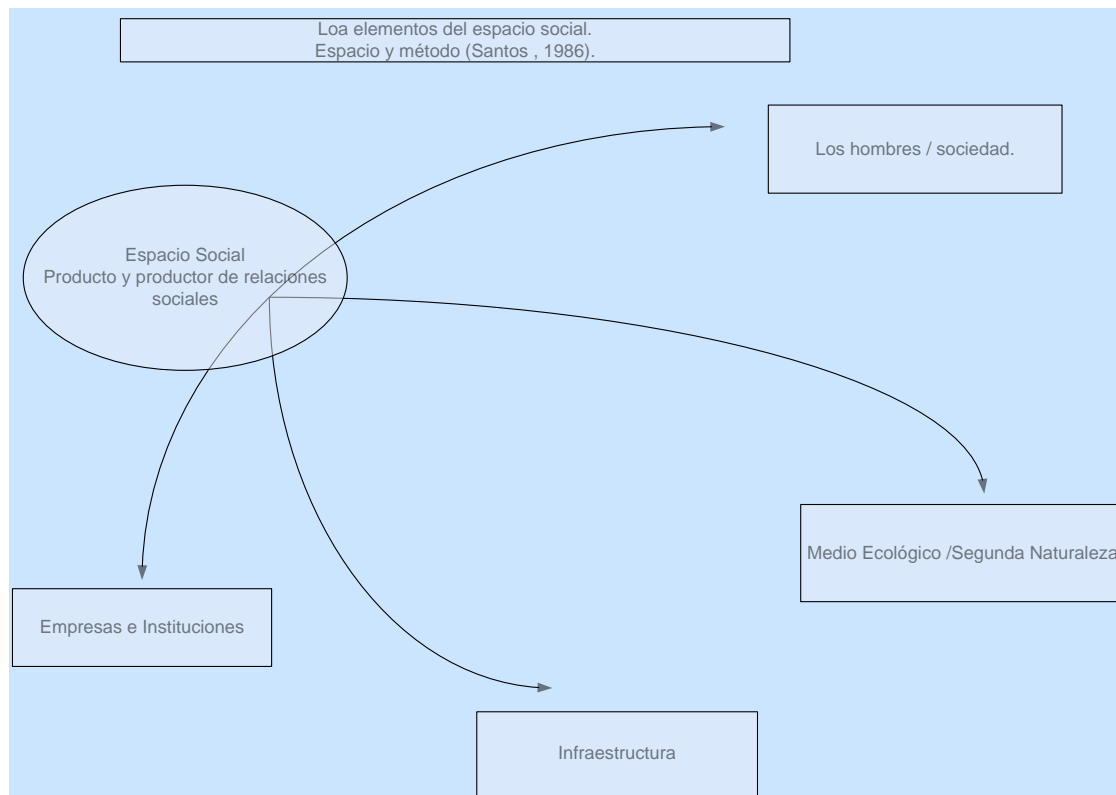 Loa elementos del espacio social.
Espacio y método (Santos , 1986).
Los hombres / sociedad.
Espacio Social
Producto y productor de relaciones
sociales
Medio Ecológico /Segunda Naturaleza
Empresas e Instituciones
Infraestructura